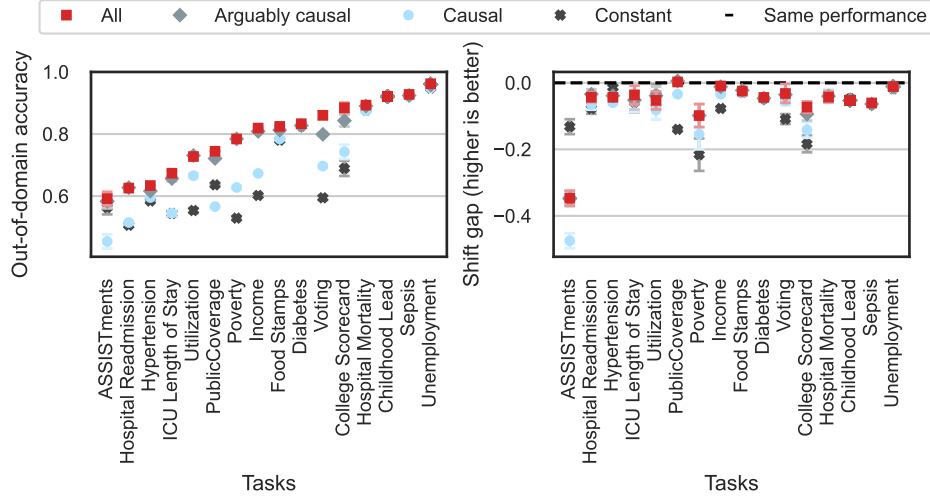 All Arguably causal Causal Constant Same performance
Out-of-domain accuracy
1.0
0.8
0.6
ASSISTments
Hospital Readmission
Hypertension
ICU Length of Stay
Utilization
PublicCoverage
Poverty
Income
Food Stamps
Diabetes
Voting
College Scorecard
Hospital Mortality
Childhood Lead
Sepsis
Unemployment
Tasks
Shift gap (higher is better)
0.0
−0.2
−0.4
ASSISTments
Hospital Readmission
Hypertension
ICU Length of Stay
Utilization
PublicCoverage
Poverty
Income
Food Stamps
Diabetes
Voting
College Scorecard
Hospital Mortality
Childhood Lead
Sepsis
Unemployment
Tasks